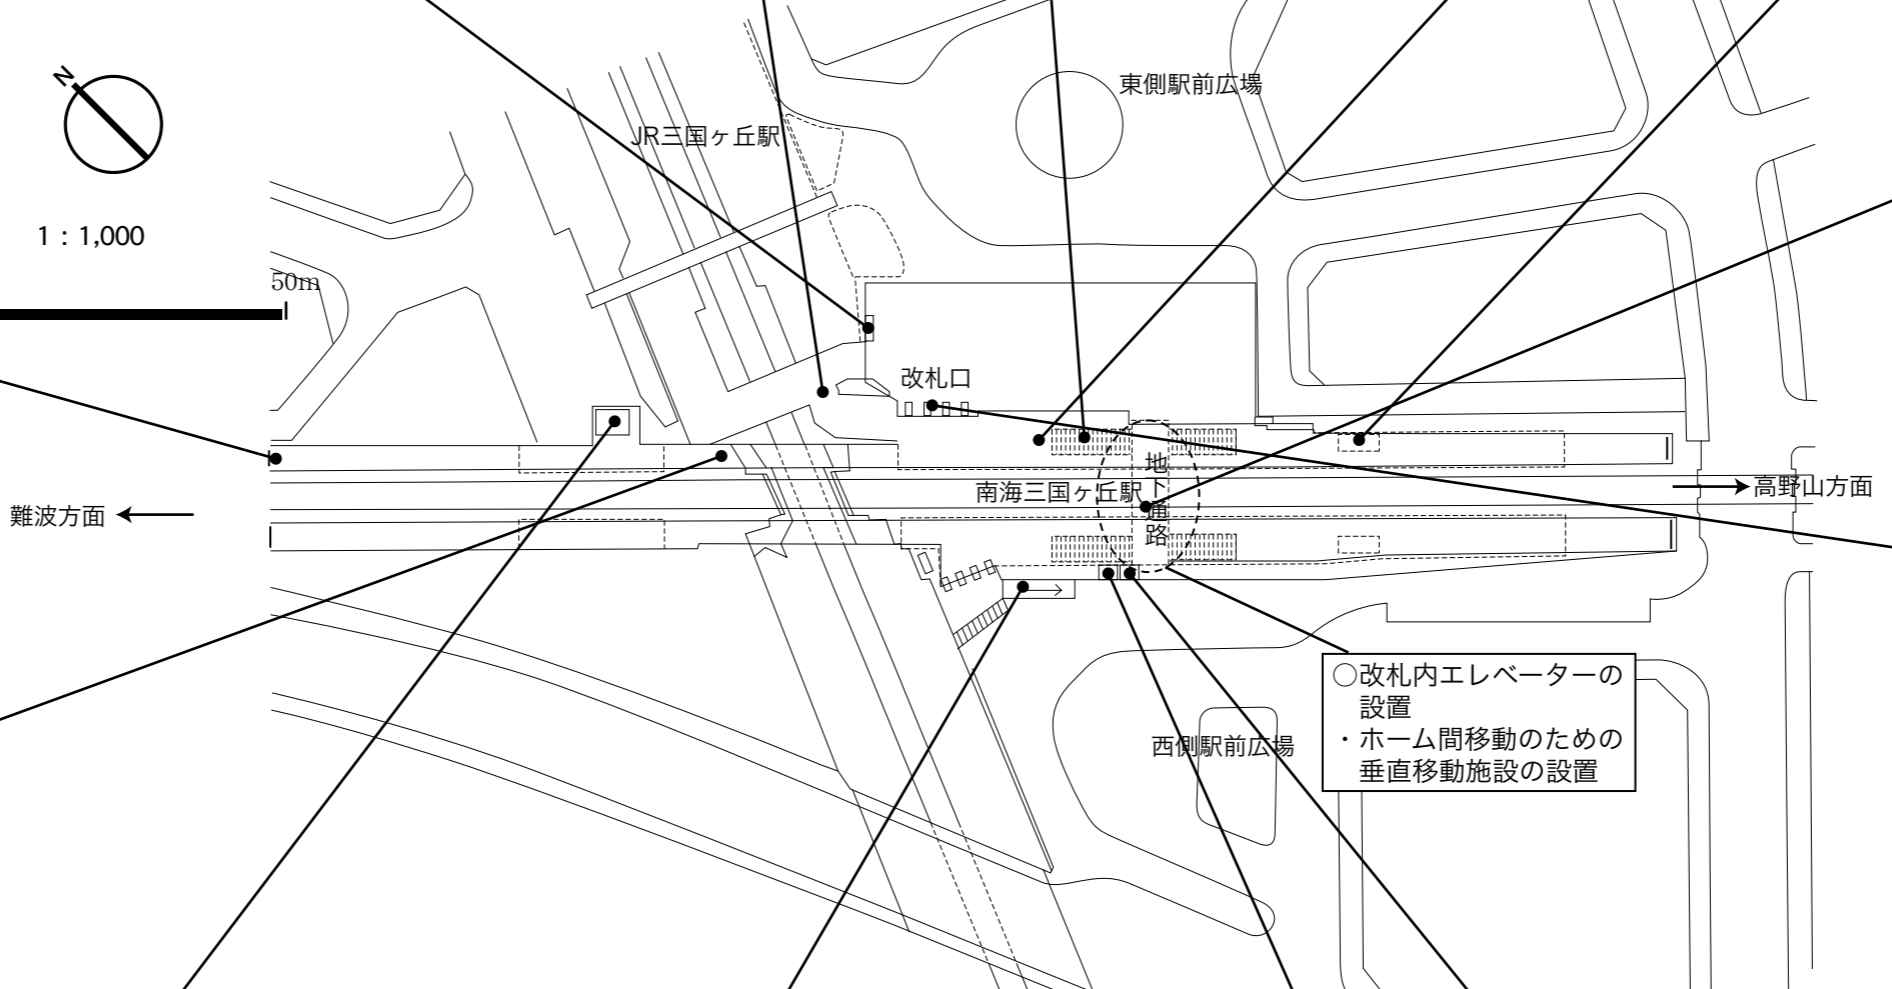 N
東側駅前広場
JR三国ヶ丘駅
1：1,000
50m
改札口
地下通路
南海三国ヶ丘駅
高野山方面
難波方面
○改札内エレベーターの
設置
・ホーム間移動のための
垂直移動施設の設置
西側駅前広場